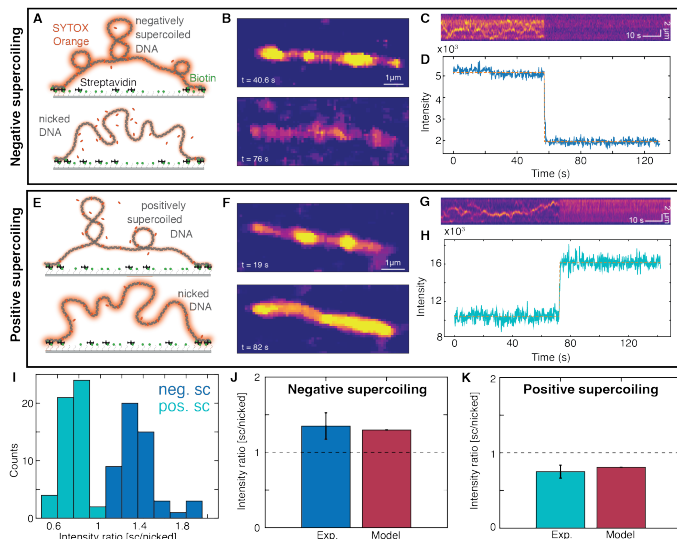 Negative supercoiling
A
SYTOX
Orange
negatively
supercoiled
DNA
Streptavidin
Biotin
nicked
DNA
B
t = 40.6 s
1μm
t = 76 s
C
10 s
2 μm
D
x10³
Intensity
5
4
3
2
0
40
80
120
Time (s)
Positive supercoiling
E
positively
supercoiled
DNA
nicked
DNA
F
t = 19 s
1μm
t = 82 s
G
10 s
2 μm
H
x10³
Intensity
16
12
8
0
40
80
120
Time (s)
I
neg. sc
pos. sc
Counts
20
10
0
0.6
1
1.4
1.8
Intensity ratio [sc/nicked]
J
Negative supercoiling
Intensity ratio [sc/nicked]
2
1
0
Exp.
Model
K
Positive supercoiling
Intensity ratio [sc/nicked]
2
1
0
Exp.
Model